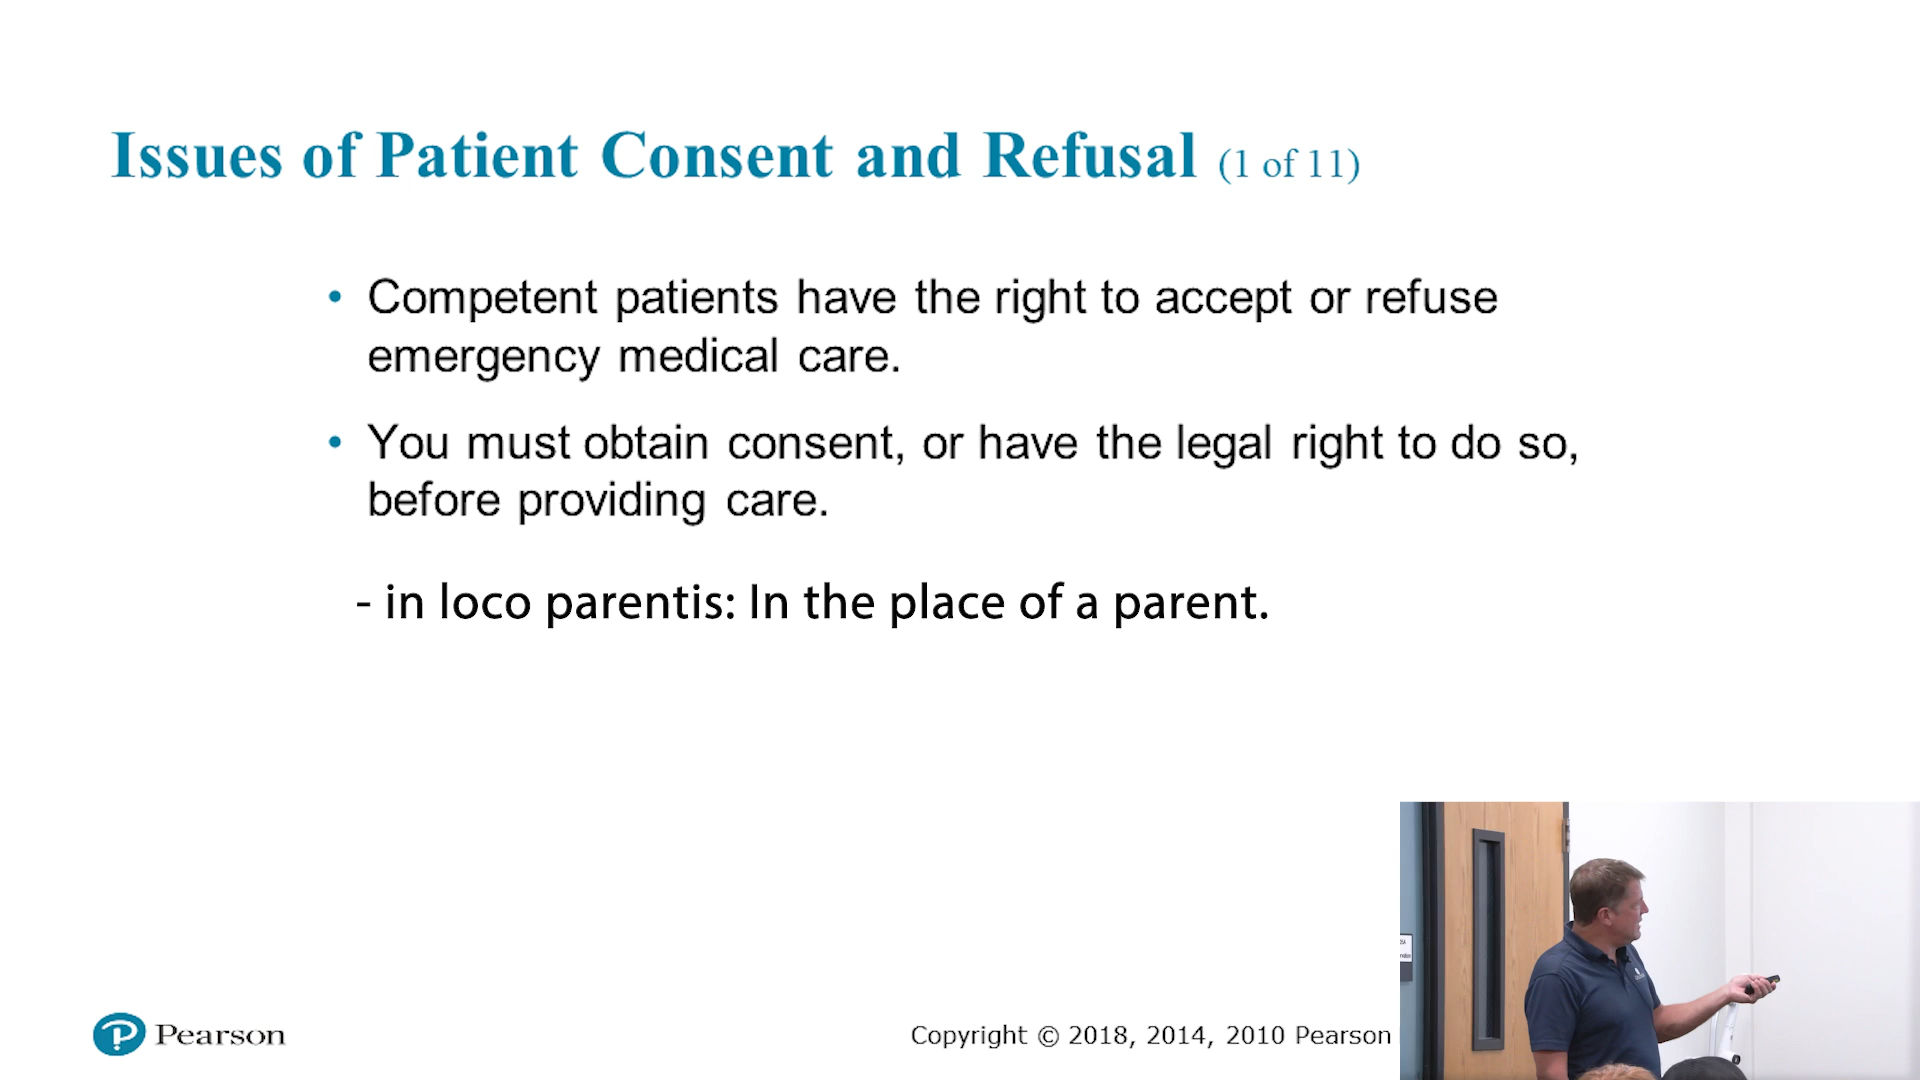 Issues of Patient Consent and Refusal (1 of 11)
• Competent patients have the right to accept or refuse
emergency medical care.
• You must obtain consent, or have the legal right to do so,
before providing care.
- in loco parentis: In the place of a parent.
Pearson
Copyright © 2018, 2014, 2010 Pearson